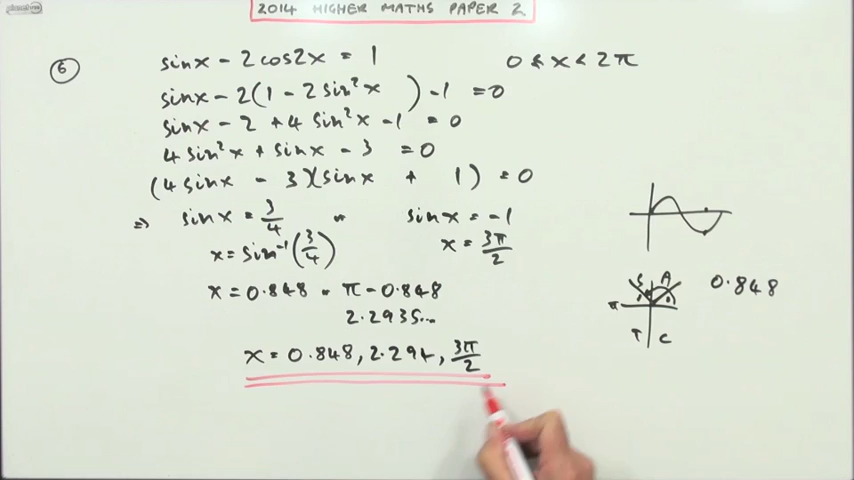 2014 HIGHER MATHS PAPER 2
6
sinx - 2cos2x = 1    0 ≤ x < 2π
sinx - 2(1 - 2sin²x ) - 1 = 0
sinx - 2 + 4sin²x - 1 = 0
4sin²x + sinx - 3 = 0
(4sinx - 3)(sinx + 1) = 0
⇒ sinx = 3/4 or sinx = -1
x = sin⁻¹(3/4) x = 3π/2
x = 0.848 or π - 0.848
2.2935...
x = 0.848, 2.294, 3π/2
S A 0.848
π
T C